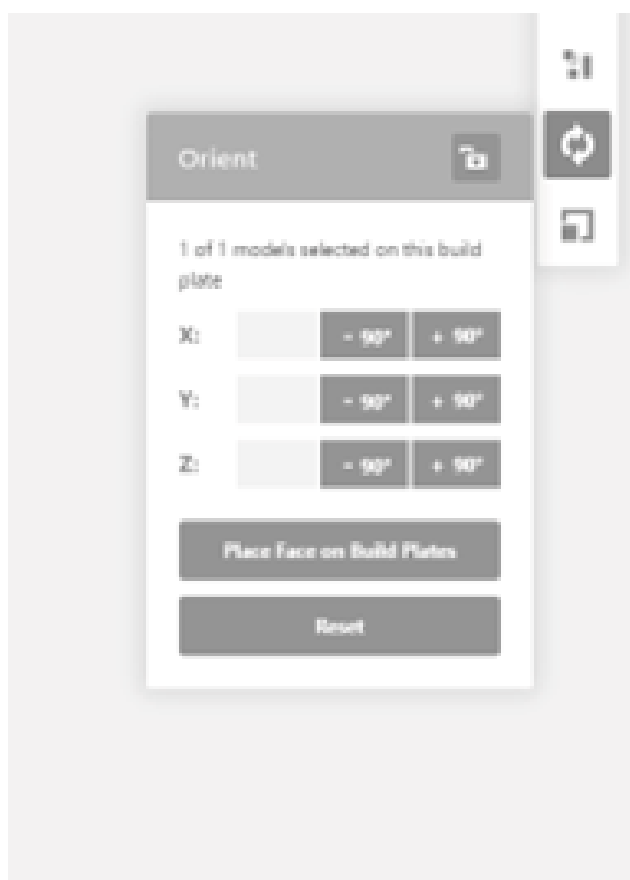 Orient
1 of 1 models selected on this build
plate
X: - 90° + 90°
Y: - 90° + 90°
Z: - 90° + 90°
Place Face on Build Plates
Reset